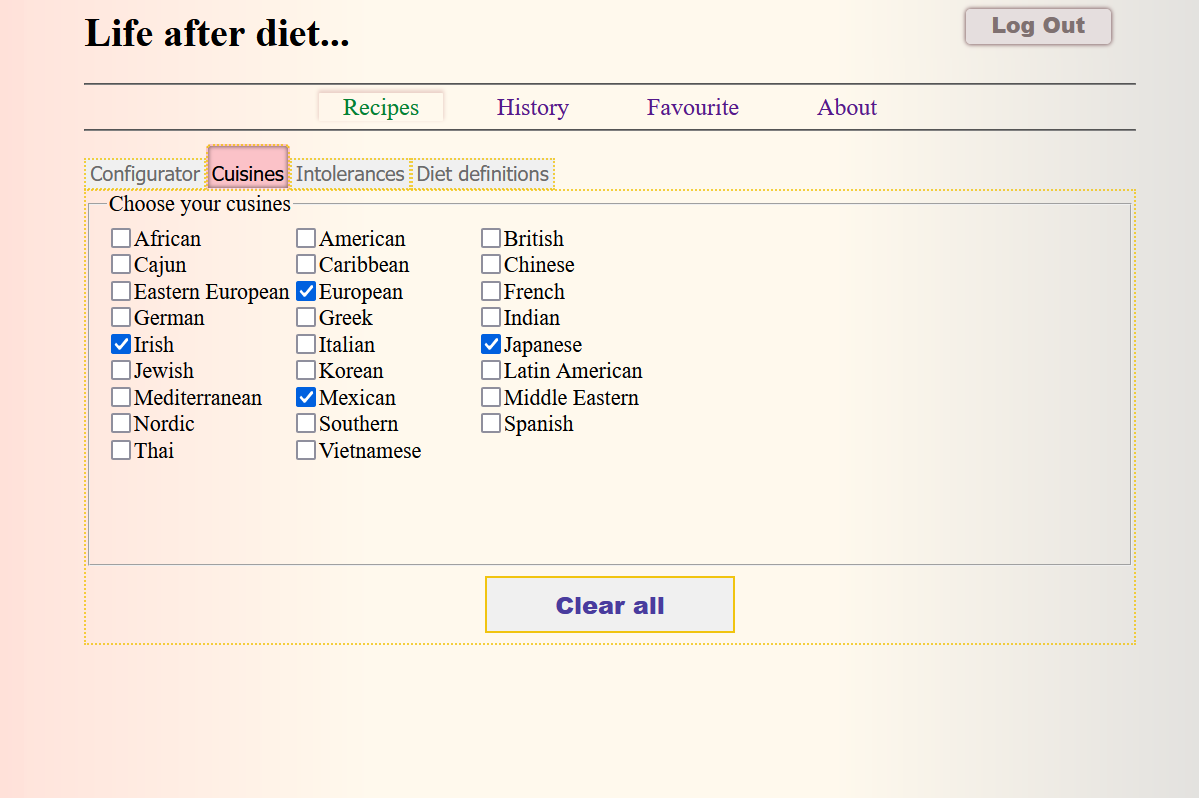 Life after diet...
Log Out
Recipes History Favourite About
Configurator Cuisines Intolerances Diet definitions
Choose your cusines
African American British
Cajun Caribbean Chinese
Eastern European European French
German Greek Indian
Irish Italian Japanese
Jewish Korean Latin American
Mediterranean Mexican Middle Eastern
Nordic Southern Spanish
Thai Vietnamese
Clear all